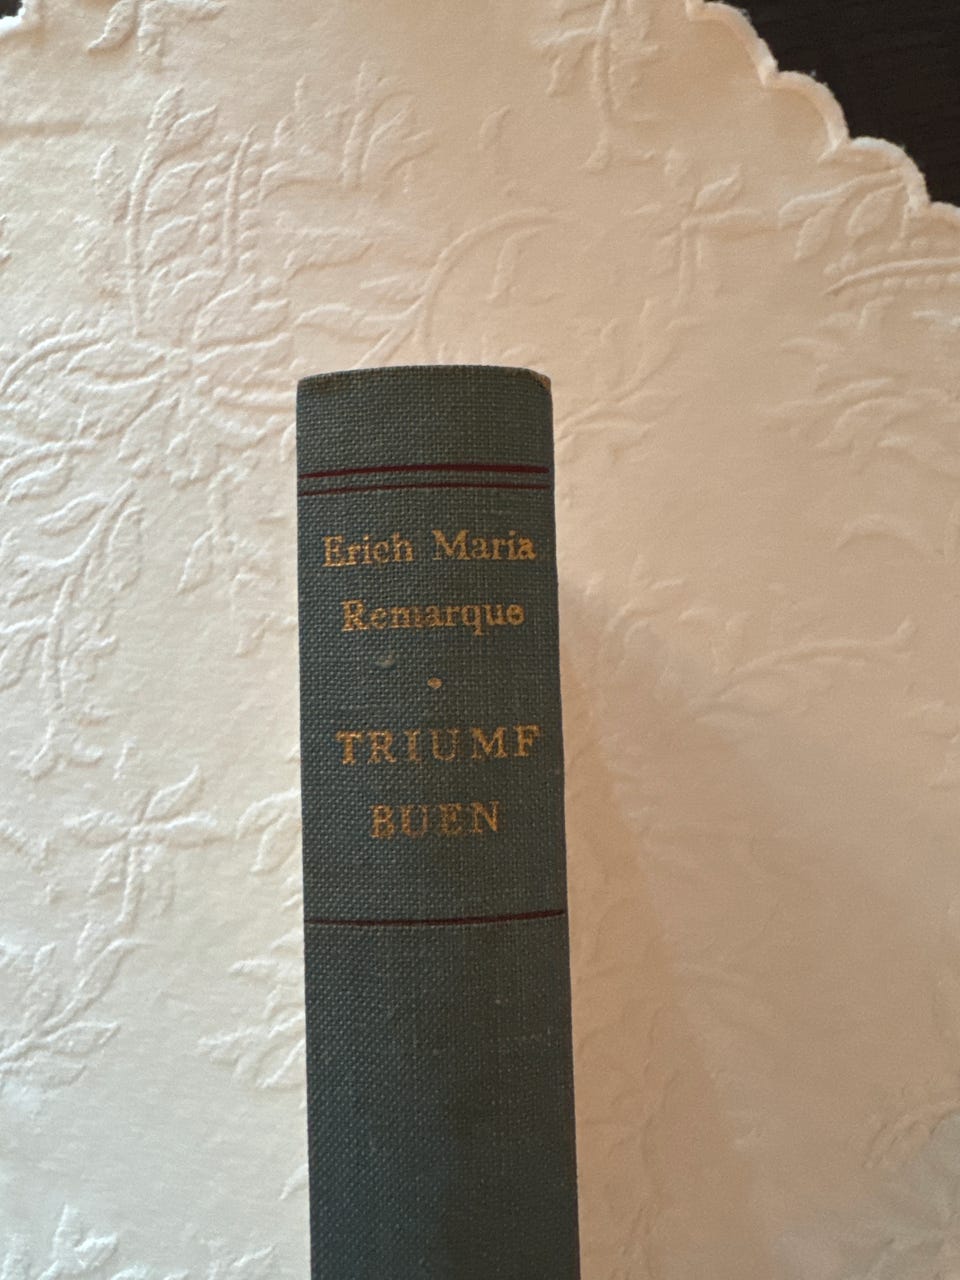 Erich Maria
Remarque
•
TRIUMF
BUEN